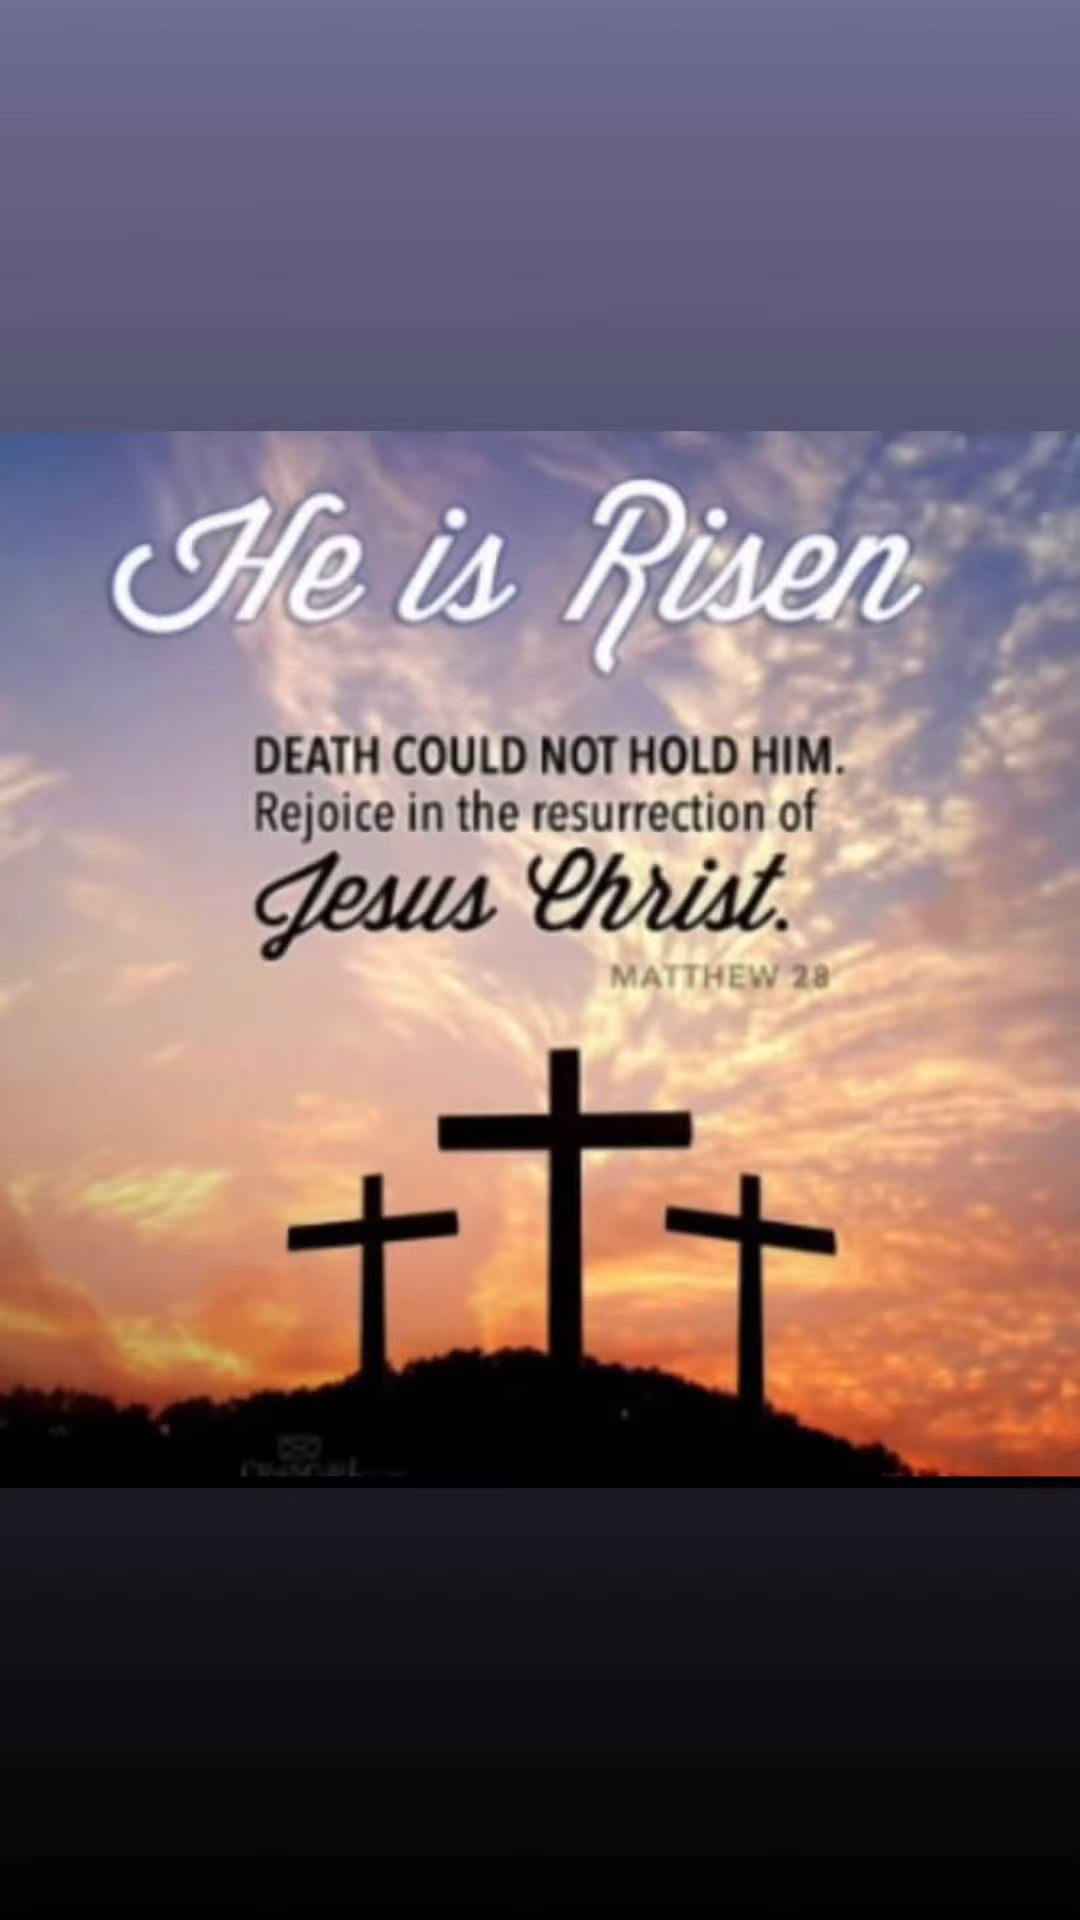 He is Risen
DEATH COULD NOT HOLD HIM.
Rejoice in the resurrection of
Jesus Christ.
MATTHEW 28